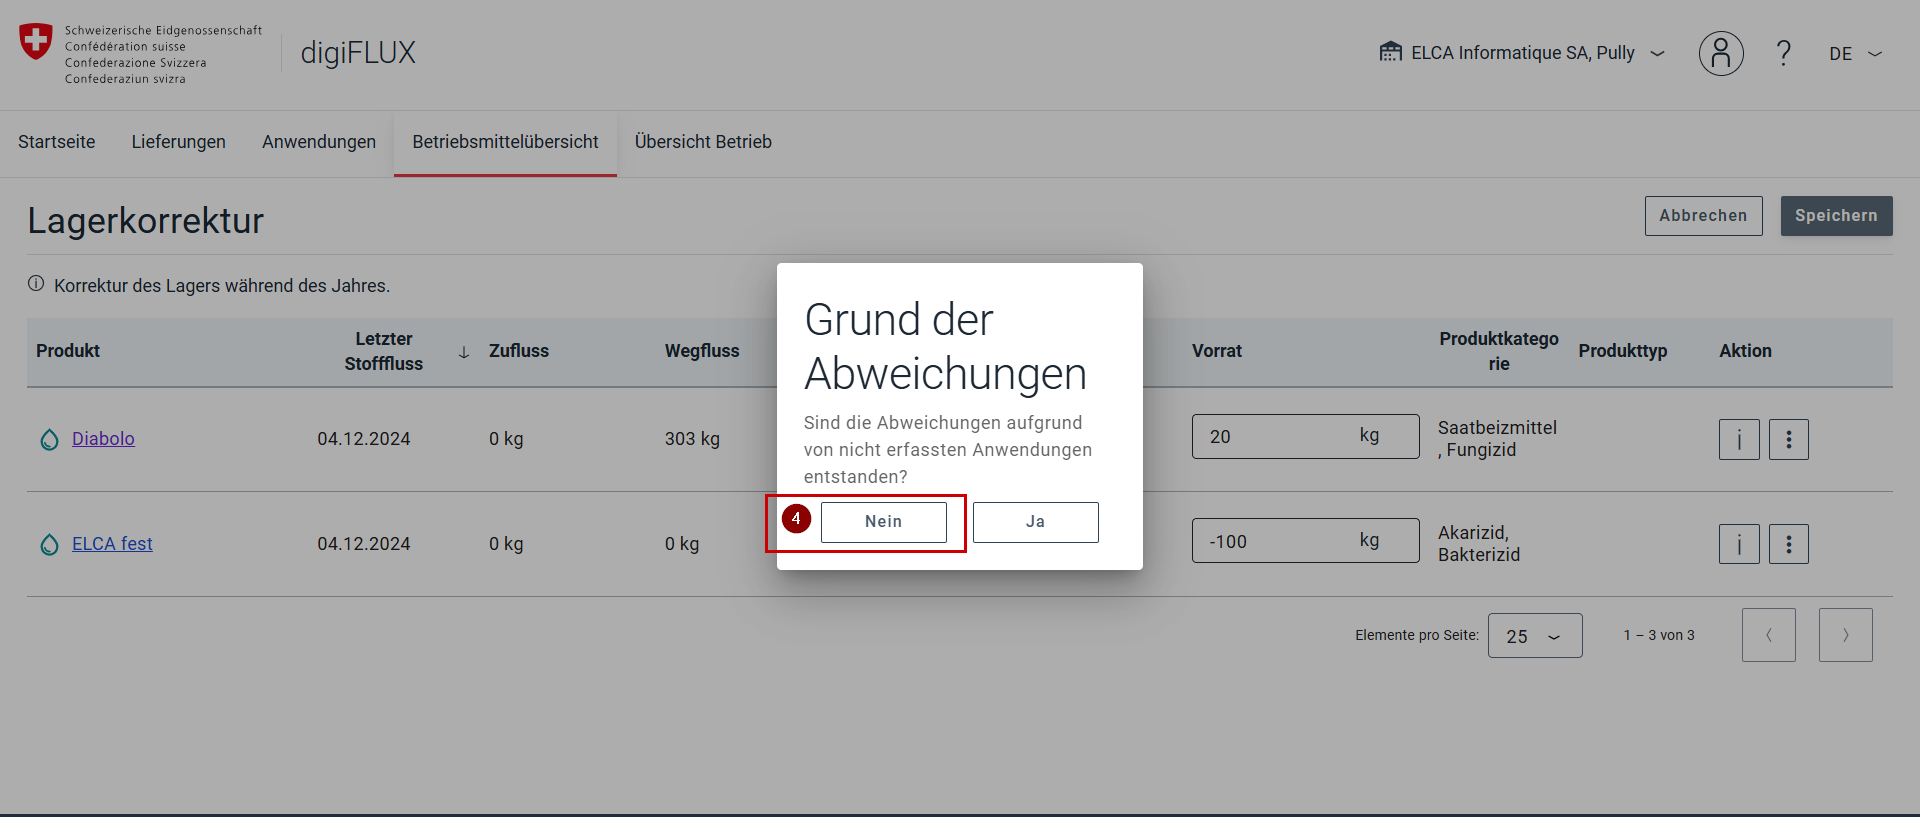 Schweizerische Eidgenossenschaft
Confédération suisse
Confederazione Svizzera
Confederaziun svizra
digiFLUX
ELCA Informatique SA, Pully
?
DE
Startseite
Lieferungen
Anwendungen
Betriebsmittelübersicht
Übersicht Betrieb
Lagerkorrektur
Abbrechen
Speichern
Korrektur des Lagers während des Jahres.
Produkt
Letzter
Stofffluss
Zufluss
Wegfluss
Vorrat
Produktkatego
rie
Produkttyp
Aktion
Diabolo
04.12.2024
0 kg
303 kg
20 kg
Saatbeizmittel
, Fungizid
i
ELCA fest
04.12.2024
0 kg
0 kg
-100 kg
Akarizid,
Bakterizid
i
Grund der
Abweichungen
Sind die Abweichungen aufgrund
von nicht erfassten Anwendungen
entstanden?
4
Nein
Ja
Elemente pro Seite:
25
1 – 3 von 3